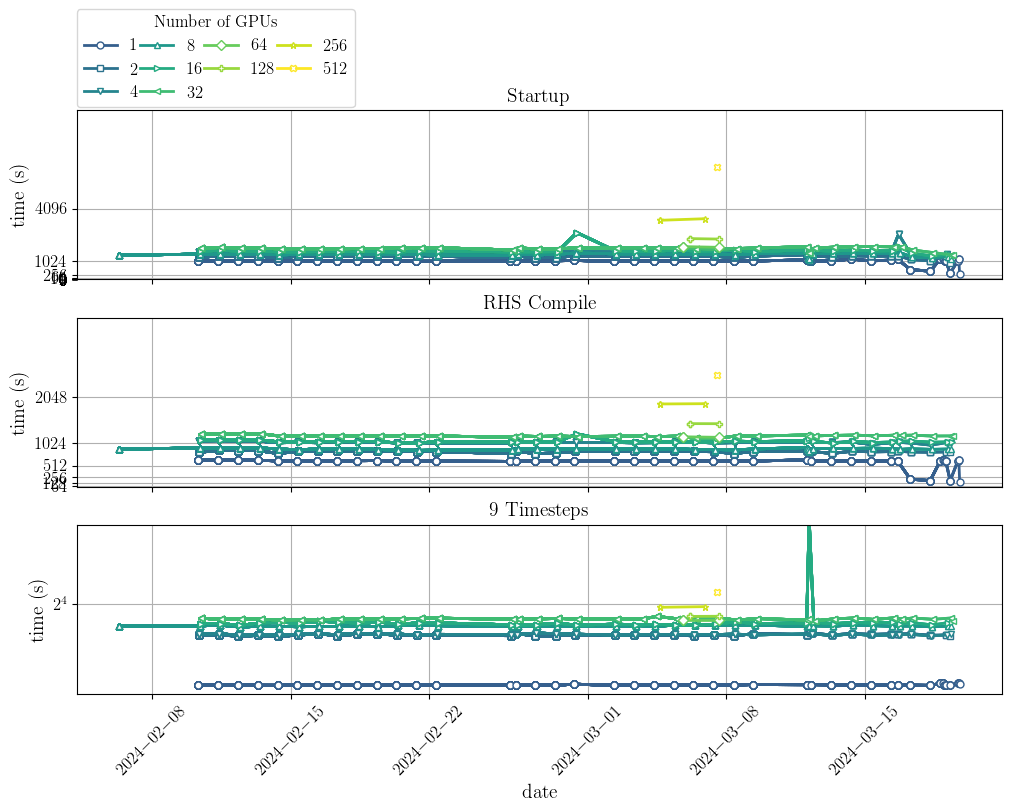 Number of GPUs
1 8 64 256
2 16 128 512
4 32
Startup
time (s)
4096
1024
256
RHS Compile
time (s)
2048
1024
512
256
128
64
9 Timesteps
time (s)
2^4
2024−02−08 2024−02−15 2024−02−22 2024−03−01 2024−03−08 2024−03−15
date